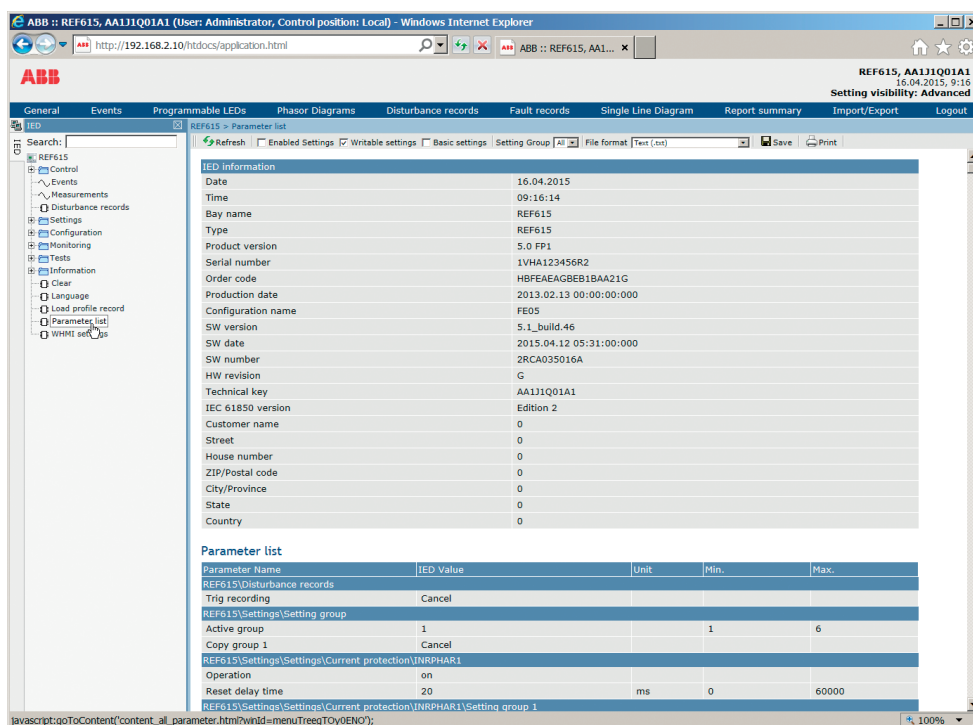 ABB :: REF615, AA1J1Q01A1 (User: Administrator, Control position: Local) - Windows Internet Explorer
http://192.168.2.10/htdocs/application.html
ABB :: REF615, AA1... x
ABB
REF615, AA1J1Q01A1
16.04.2015, 9:16
Setting visibility: Advanced
General Events Programmable LEDs Phasor Diagrams Disturbance records Fault records Single Line Diagram Report summary Import/Export Logout
IED
IED
REF615 > Parameter list
Search:
Refresh Enabled Settings Writable settings Basic settings Setting Group All File format Text (.txt) Save Print
REF615
Control
Events
Measurements
Disturbance records
Settings
Configuration
Monitoring
Tests
Information
Clear
Language
Load profile record
Parameter list
WHMI settings
IED information
Date 16.04.2015
Time 09:16:14
Bay name REF615
Type REF615
Product version 5.0 FP1
Serial number 1VHA123456R2
Order code HBFEAEAGBEB1BAA21G
Production date 2013.02.13 00:00:00:000
Configuration name FE05
SW version 5.1_build.46
SW date 2015.04.12 05:31:00:000
SW number 2RCA035016A
HW revision G
Technical key AA1J1Q01A1
IEC 61850 version Edition 2
Customer name 0
Street 0
House number 0
ZIP/Postal code 0
City/Province 0
State 0
Country 0
Parameter list
Parameter Name IED Value Unit Min. Max.
REF615\Disturbance records
Trig recording Cancel
REF615\Settings\Setting group
Active group 1 1 6
Copy group 1 Cancel
REF615\Settings\Settings\Current protection\INRPHAR1
Operation on
Reset delay time 20 ms 0 60000
REF615\Settings\Settings\Current protection\INRPHAR1\Setting group 1
javascript:goToContent('content_all_parameter.html?winId=menuTreegTOy0ENO');
100%